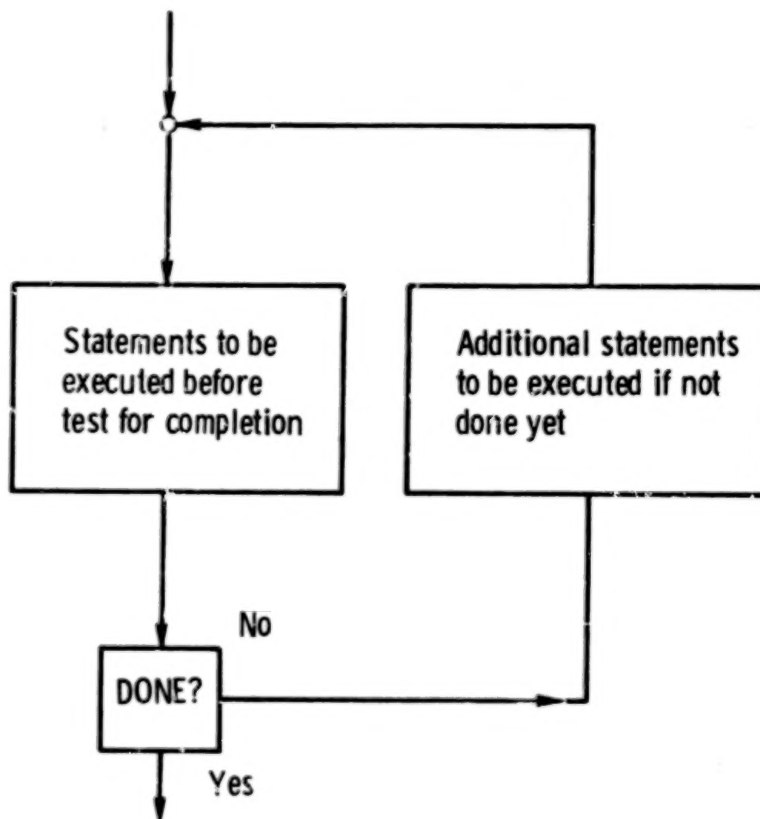 Statements to be
executed before
test for completion
Additional statements
to be executed if not
done yet
No
DONE?
Yes